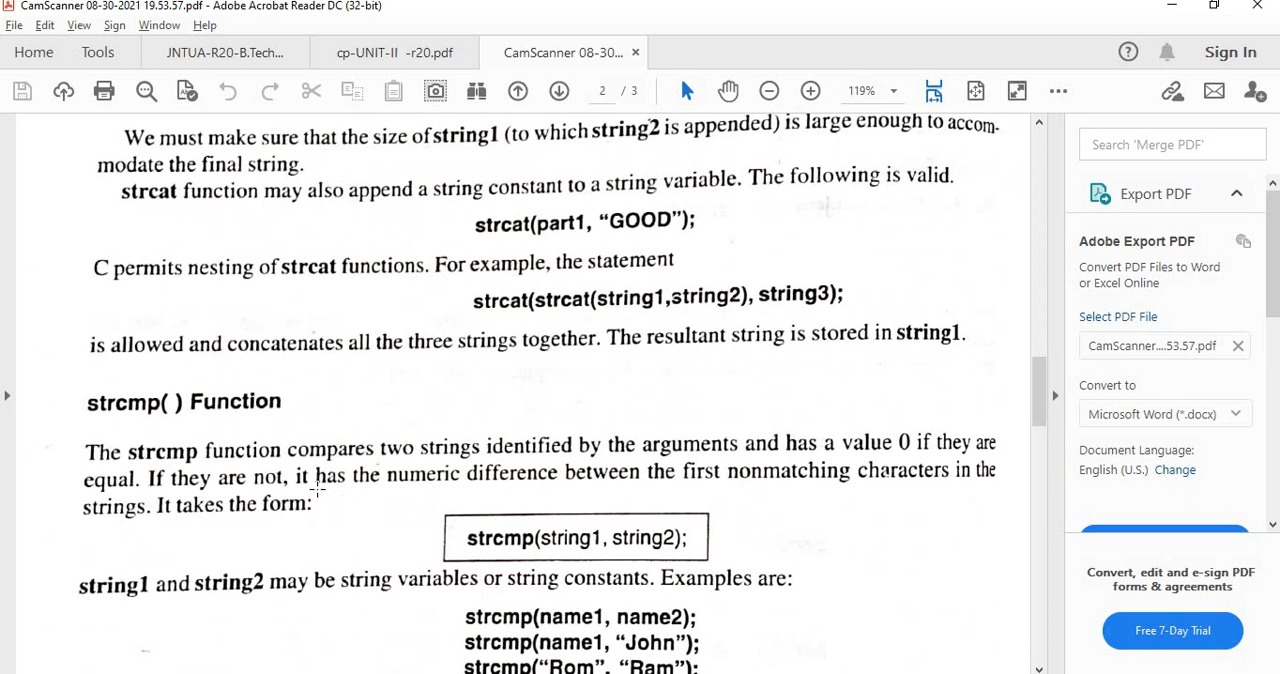 CamScanner 08-30-2021 19.53.57.pdf - Adobe Acrobat Reader DC (32-bit)
File Edit View Sign Window Help
Home Tools JNTUA-R20-B.Tech... cp-UNIT-II -r20.pdf CamScanner 08-30... × ? Sign In
2 / 3 119%
We must make sure that the size of string1 (to which string2 is appended) is large enough to accom-
modate the final string.
strcat function may also append a string constant to a string variable. The following is valid.
strcat(part1, “GOOD”);
C permits nesting of strcat functions. For example, the statement
strcat(strcat(string1,string2), string3);
is allowed and concatenates all the three strings together. The resultant string is stored in string1.
strcmp( ) Function
The strcmp function compares two strings identified by the arguments and has a value 0 if they are
equal. If they are not, it has the numeric difference between the first nonmatching characters in the
strings. It takes the form:
strcmp(string1, string2);
string1 and string2 may be string variables or string constants. Examples are:
strcmp(name1, name2);
strcmp(name1, “John”);
strcmp(“Rom”, “Ram”);
Search 'Merge PDF'
Export PDF
Adobe Export PDF
Convert PDF Files to Word
or Excel Online
Select PDF File
CamScanner....53.57.pdf
Convert to
Microsoft Word (*.docx)
Document Language:
English (U.S.) Change
Convert, edit and e-sign PDF
forms & agreements
Free 7-Day Trial